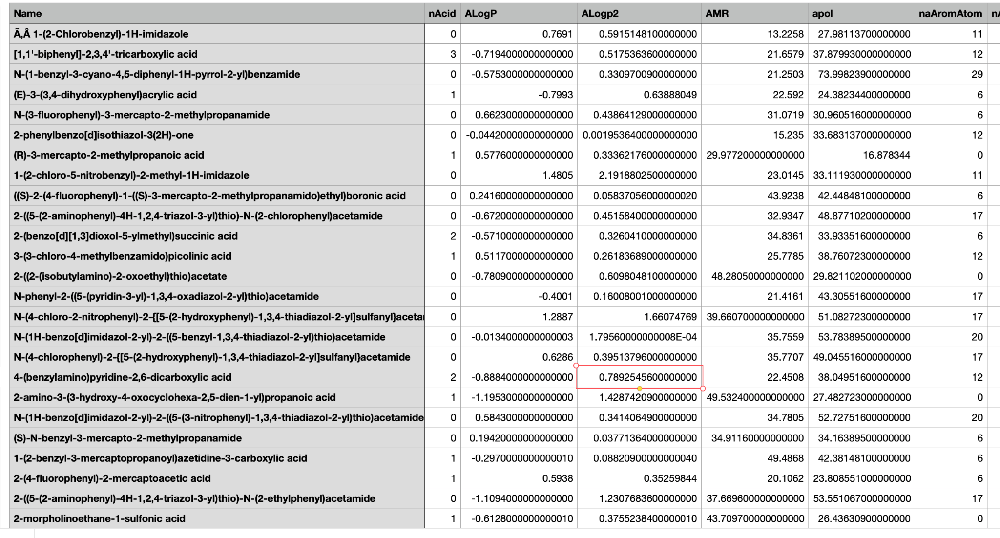 Name nAcid ALogP ALogp2 AMR apol naAromAtom nA
Ã‚Â 1-(2-Chlorobenzyl)-1H-imidazole 0 0.7691 0.5915148100000000 13.2258 27.98113700000000 11
[1,1'-biphenyl]-2,3,4'-tricarboxylic acid 3 -0.7194000000000000 0.5175363600000000 21.6579 37.879930000000000 12
N-(1-benzyl-3-cyano-4,5-diphenyl-1H-pyrrol-2-yl)benzamide 0 -0.5753000000000000 0.3309700900000000 21.2503 73.99823900000000 29
(E)-3-(3,4-dihydroxyphenyl)acrylic acid 1 -0.7993 0.63888049 22.592 24.38234400000000 6
N-(3-fluorophenyl)-3-mercapto-2-methylpropanamide 0 0.6623000000000000 0.43864129000000000 31.0719 30.960516000000000 6
2-phenylbenzo[d]isothiazol-3(2H)-one 0 -0.04420000000000000 0.0019536400000000000 15.235 33.683137000000000 12
(R)-3-mercapto-2-methylpropanoic acid 1 0.5776000000000000 0.33362176000000000 29.977200000000000 16.878344 0
1-(2-chloro-5-nitrobenzyl)-2-methyl-1H-imidazole 0 1.4805 2.1918802500000000 23.0145 33.111930000000000 11
((S)-2-(4-fluorophenyl)-1-((S)-3-mercapto-2-methylpropanamido)ethyl)boronic acid 0 0.24160000000000000 0.05837056000000020 43.9238 42.44848100000000 6
2-((5-(2-aminophenyl)-4H-1,2,4-triazol-3-yl)thio)-N-(2-chlorophenyl)acetamide 0 -0.6720000000000000 0.45158400000000000 32.9347 48.87710200000000 17
2-(benzo[d][1,3]dioxol-5-ylmethyl)succinic acid 2 -0.5710000000000000 0.3260410000000000 34.8361 33.93351600000000 6
3-(3-chloro-4-methylbenzamido)picolinic acid 1 0.5117000000000000 0.26183689000000000 25.7785 38.76072300000000 12
2-((2-(isobutylamino)-2-oxoethyl)thio)acetate 0 -0.7809000000000000 0.6098048100000000 48.28050000000000 29.821102000000000 0
N-phenyl-2-((5-(pyridin-3-yl)-1,3,4-oxadiazol-2-yl)thio)acetamide 0 -0.4001 0.16008001000000000 21.4161 43.30551600000000 17
N-(4-chloro-2-nitrophenyl)-2-{[5-(2-hydroxyphenyl)-1,3,4-thiadiazol-2-yl]sulfanyl}aceta 0 1.2887 1.66074769 39.660700000000000 51.08272300000000 17
N-(1H-benzo[d]imidazol-2-yl)-2-((5-benzyl-1,3,4-thiadiazol-2-yl)thio)acetamide 0 -0.0134000000000003 1.79560000000008E-04 35.7559 53.78389500000000 20
N-(4-chlorophenyl)-2-{[5-(2-hydroxyphenyl)-1,3,4-thiadiazol-2-yl]sulfanyl}acetamide 0 0.6286 0.39513796000000000 35.7707 49.045516000000000 17
4-(benzylamino)pyridine-2,6-dicarboxylic acid 2 -0.8884000000000000 0.7892545600000000 22.4508 38.04951600000000 12
2-amino-3-(3-hydroxy-4-oxocyclohexa-2,5-dien-1-yl)propanoic acid 1 -1.1953000000000000 1.4287420900000000 49.532400000000000 27.482723000000000 0
N-(1H-benzo[d]imidazol-2-yl)-2-((5-(3-nitrophenyl)-1,3,4-thiadiazol-2-yl)thio)acetamide 0 0.5843000000000000 0.3414064900000000 34.7805 52.72751600000000 20
(S)-N-benzyl-3-mercapto-2-methylpropanamide 0 0.19420000000000000 0.037713640000000000 34.91160000000000 34.16389500000000 6
1-(2-benzyl-3-mercaptopropanoyl)azetidine-3-carboxylic acid 1 -0.2970000000000010 0.08820900000000040 49.4868 42.38148100000000 6
2-(4-fluorophenyl)-2-mercaptoacetic acid 1 0.5938 0.35259844 20.1062 23.808551000000000 6
2-((5-(2-aminophenyl)-4H-1,2,4-triazol-3-yl)thio)-N-(2-ethylphenyl)acetamide 0 -1.1094000000000000 1.2307683600000000 37.669600000000000 53.551067000000000 17
2-morpholinoethane-1-sulfonic acid 1 -0.6128000000000010 0.3755238400000010 43.709700000000000 26.43630900000000 0